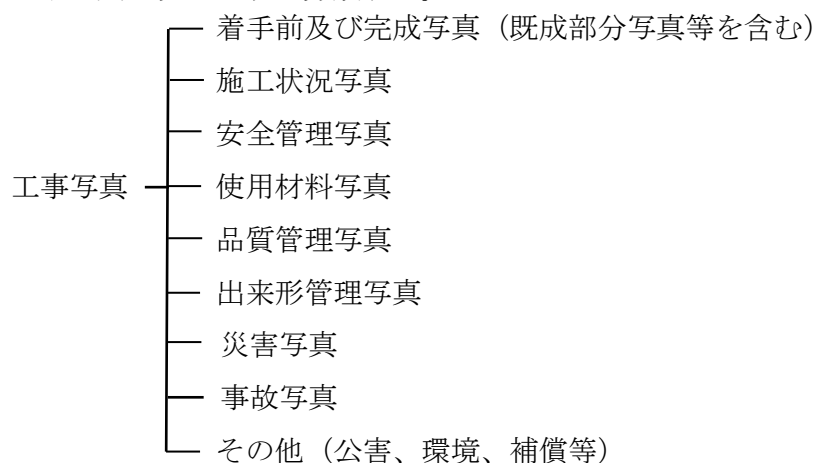 着手前及び完成写真（既成部分写真等を含む）
施工状況写真
安全管理写真
工事写真 使用材料写真
品質管理写真
出来形管理写真
災害写真
事故写真
その他（公害、環境、補償等）